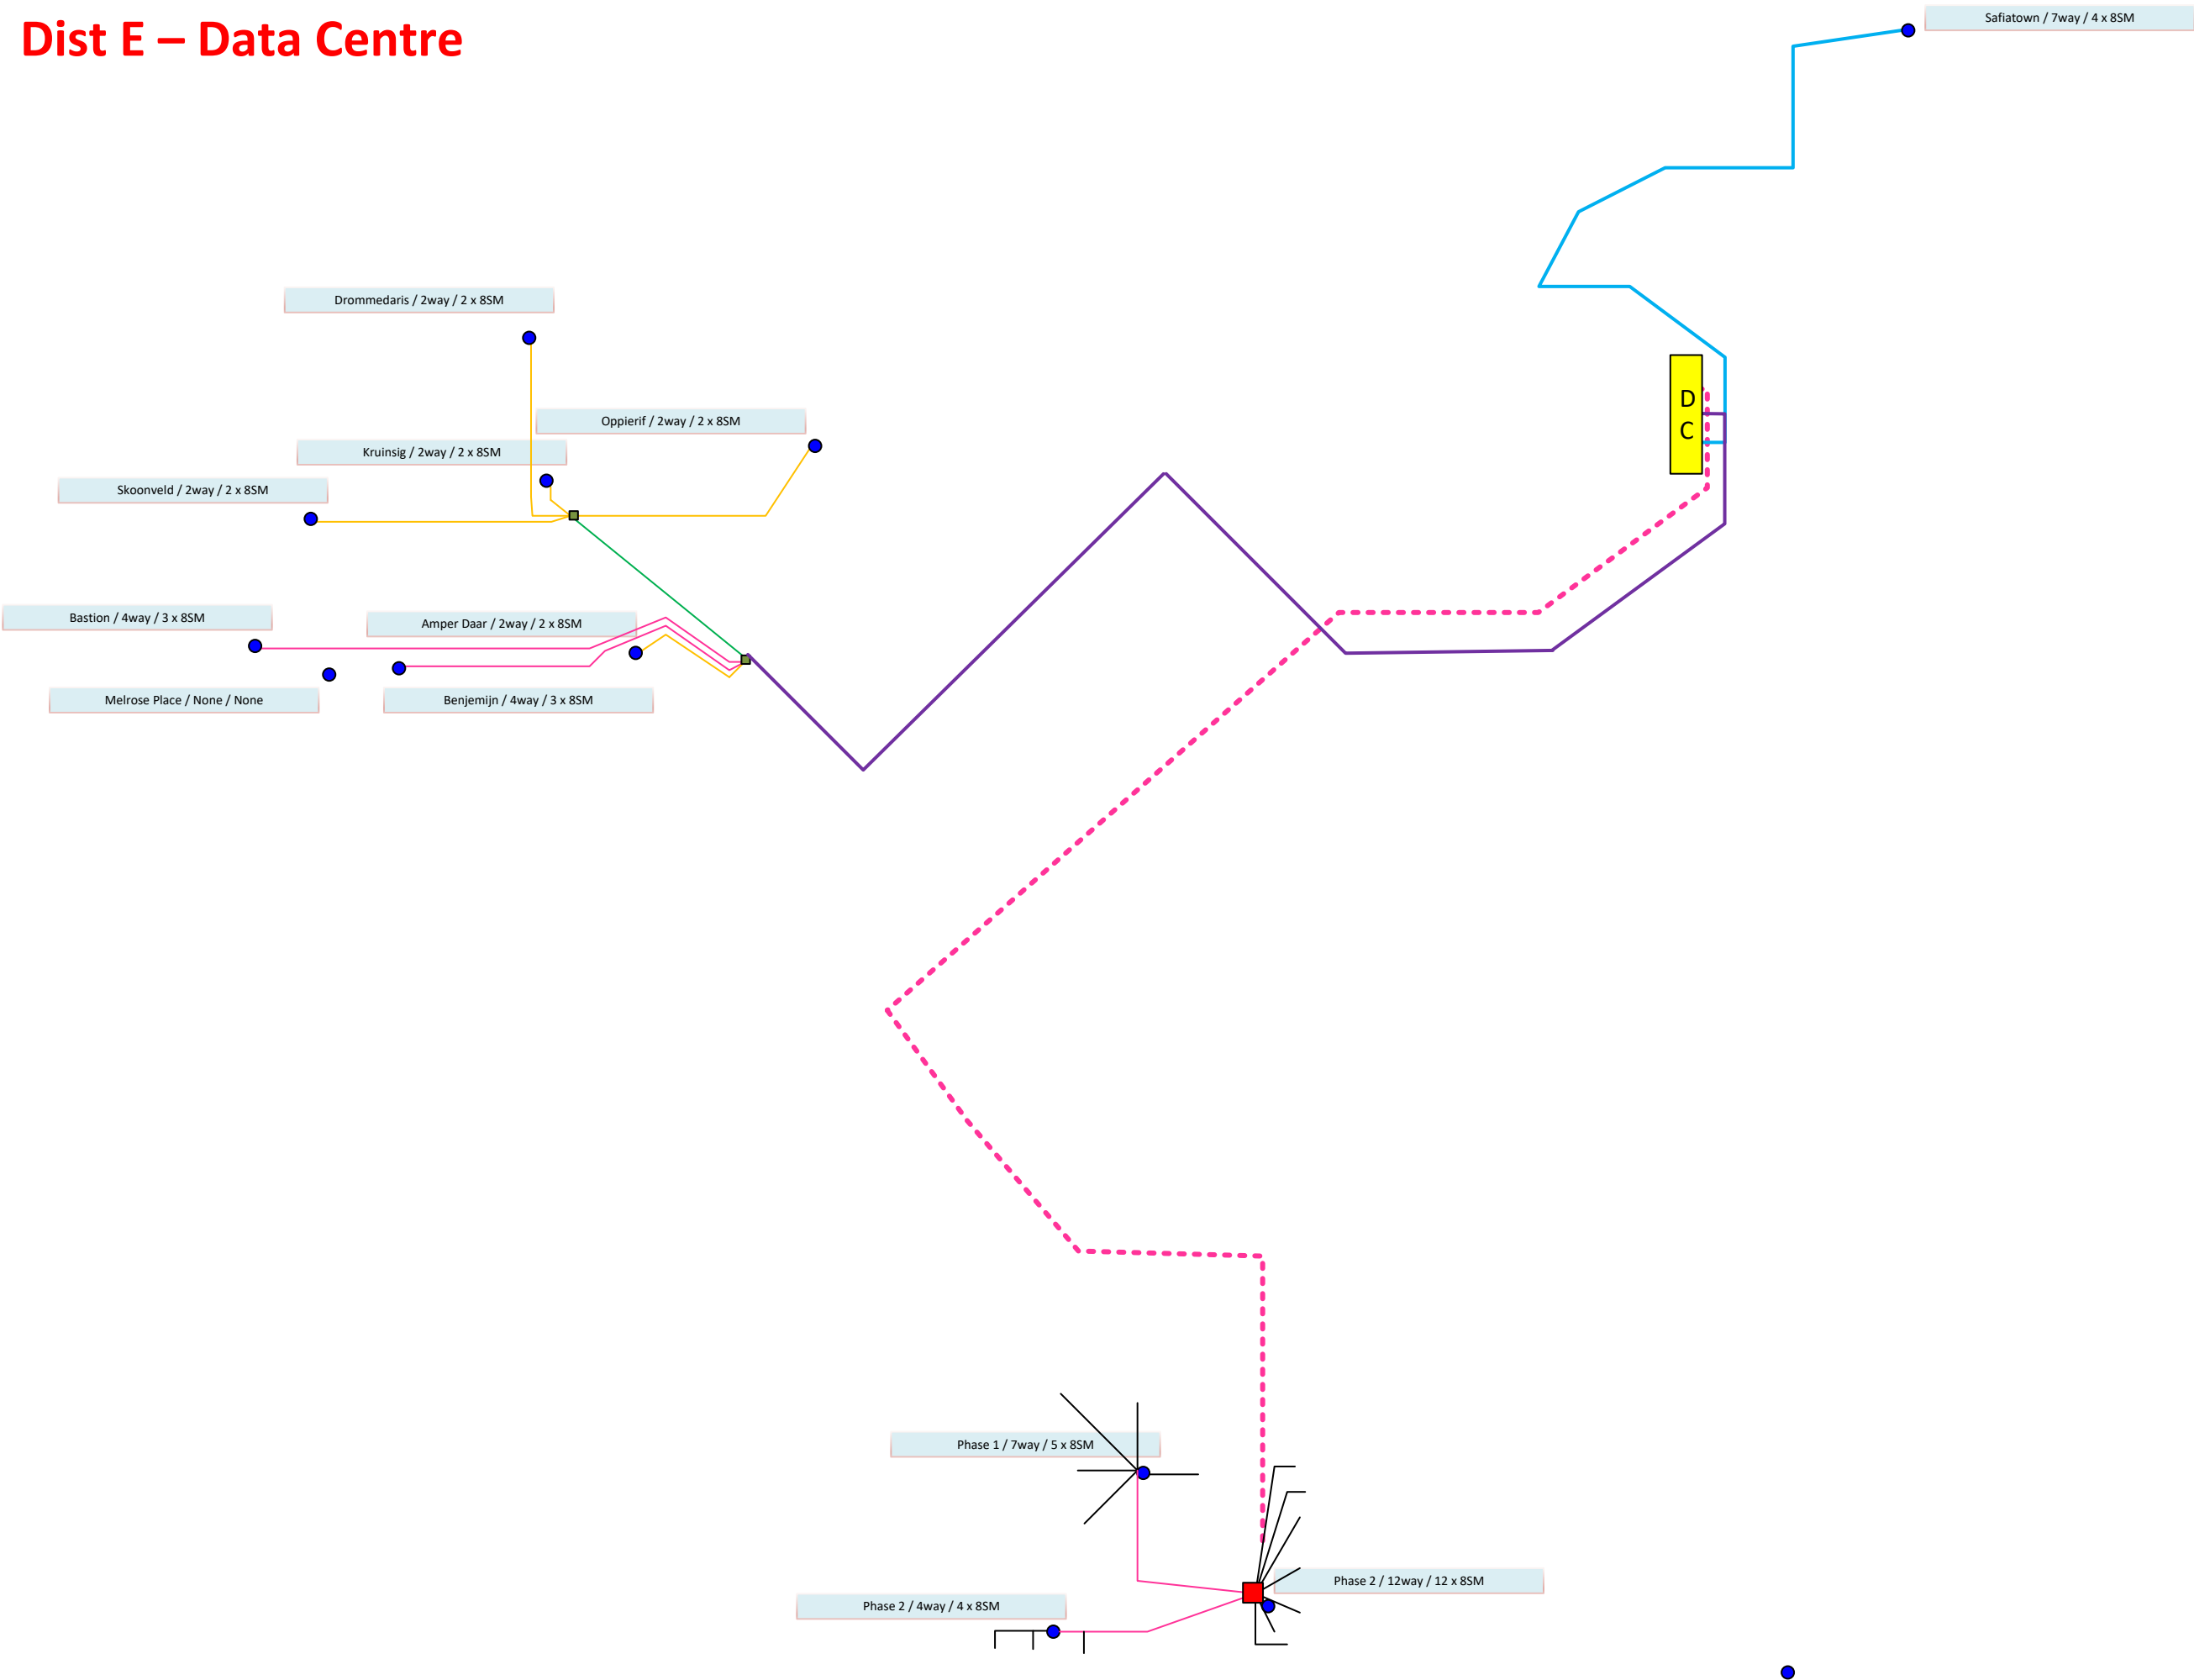 Dist E – Data Centre
Safiatown / 7way / 4 x 8SM
Drommedaris / 2way / 2 x 8SM
Oppierif / 2way / 2 x 8SM
Kruinsig / 2way / 2 x 8SM
Skoonveld / 2way / 2 x 8SM
D
C
Bastion / 4way / 3 x 8SM
Amper Daar / 2way / 2 x 8SM
Melrose Place / None / None
Benjemijn / 4way / 3 x 8SM
Phase 1 / 7way / 5 x 8SM
Phase 2 / 12way / 12 x 8SM
Phase 2 / 4way / 4 x 8SM